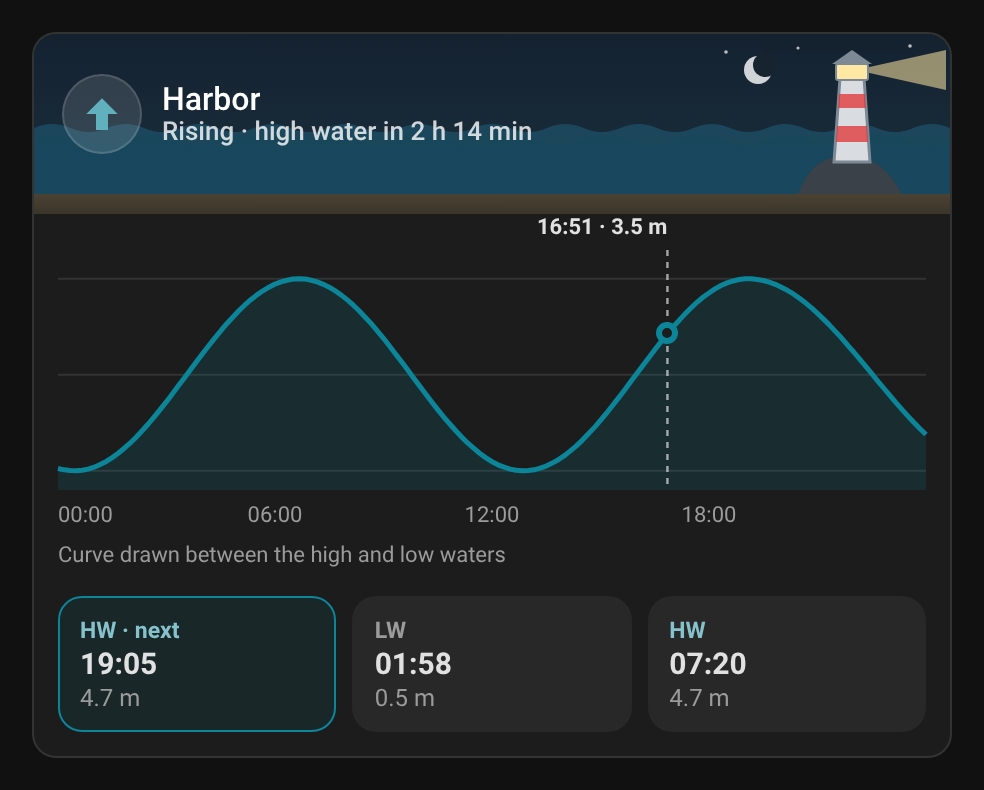 Harbor
Rising · high water in 2 h 14 min
16:51 · 3.5 m
00:00 06:00 12:00 18:00
Curve drawn between the high and low waters
HW · next
19:05
4.7 m
LW
01:58
0.5 m
HW
07:20
4.7 m